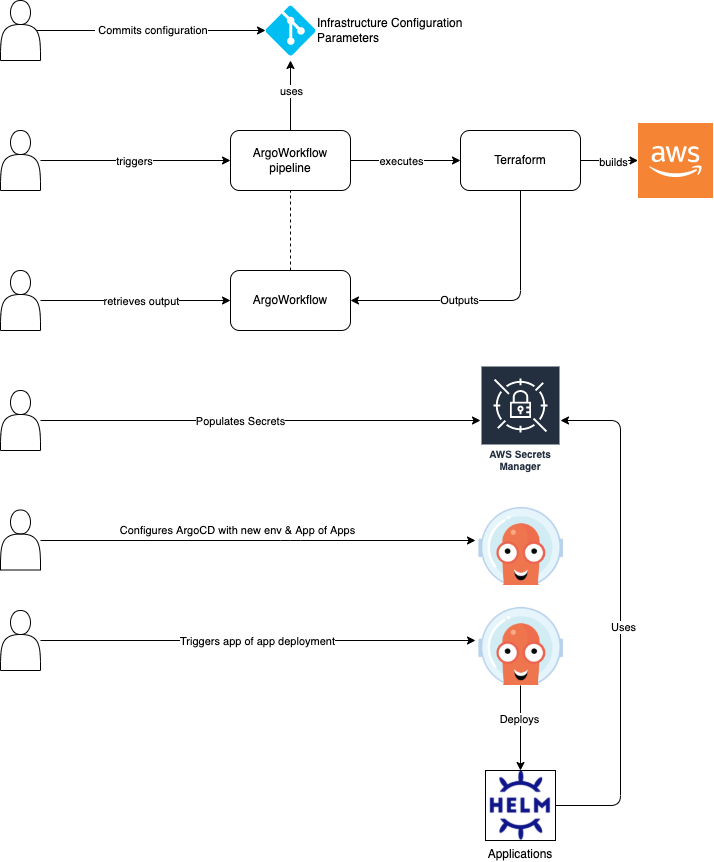 Commits configuration
Infrastructure Configuration
Parameters
uses
triggers
ArgoWorkflow
pipeline
executes
Terraform
builds
aws
retrieves output
ArgoWorkflow
Outputs
Populates Secrets
AWS Secrets
Manager
Configures ArgoCD with new env & App of Apps
Triggers app of app deployment
Uses
Deploys
HELM
Applications